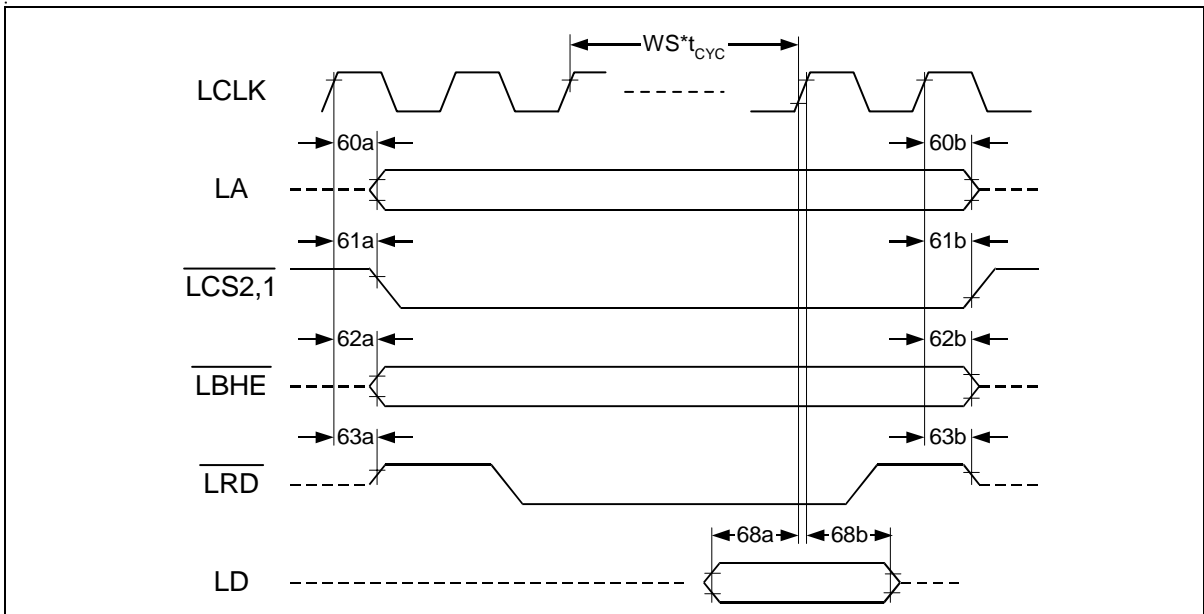 WS*tCYC
LCLK
60a 60b
LA
61a 61b
LCS2,1
62a 62b
LBHE
63a 63b
LRD
68a 68b
LD